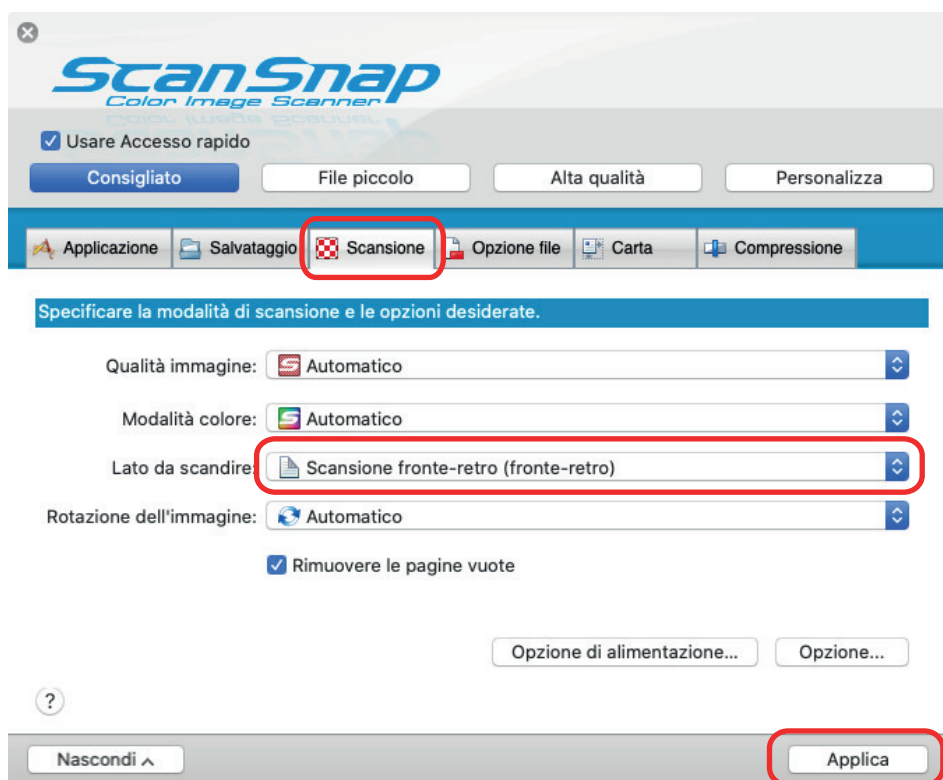 ScanSnap
Color Image Scanner
Usare Accesso rapido
Consigliato File piccolo Alta qualità Personalizza
Applicazione Salvataggio Scansione Opzione file Carta Compressione
Specificare la modalità di scansione e le opzioni desiderate.
Qualità immagine: Automatico
Modalità colore: Automatico
Lato da scandire: Scansione fronte-retro (fronte-retro)
Rotazione dell'immagine: Automatico
Rimuovere le pagine vuote
Opzione di alimentazione... Opzione...
?
Nascondi Applica